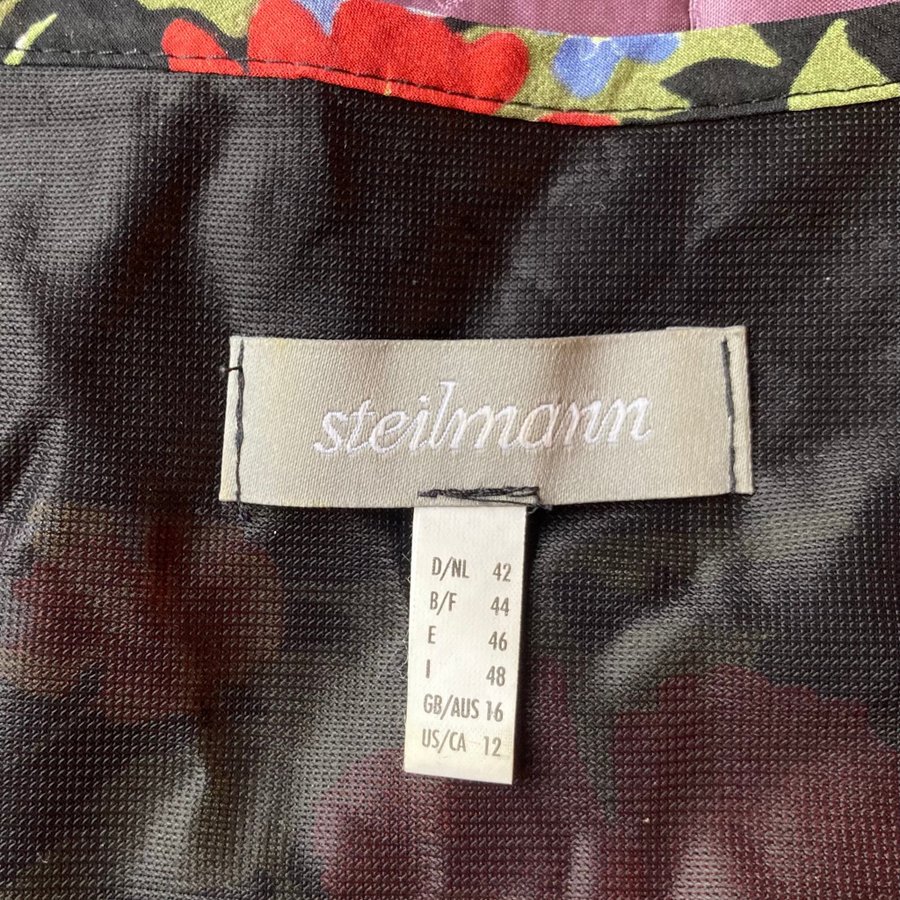 steilmann
D/NL 42
B/F 44
E 46
I 48
GB/AUS 16
US/CA 12